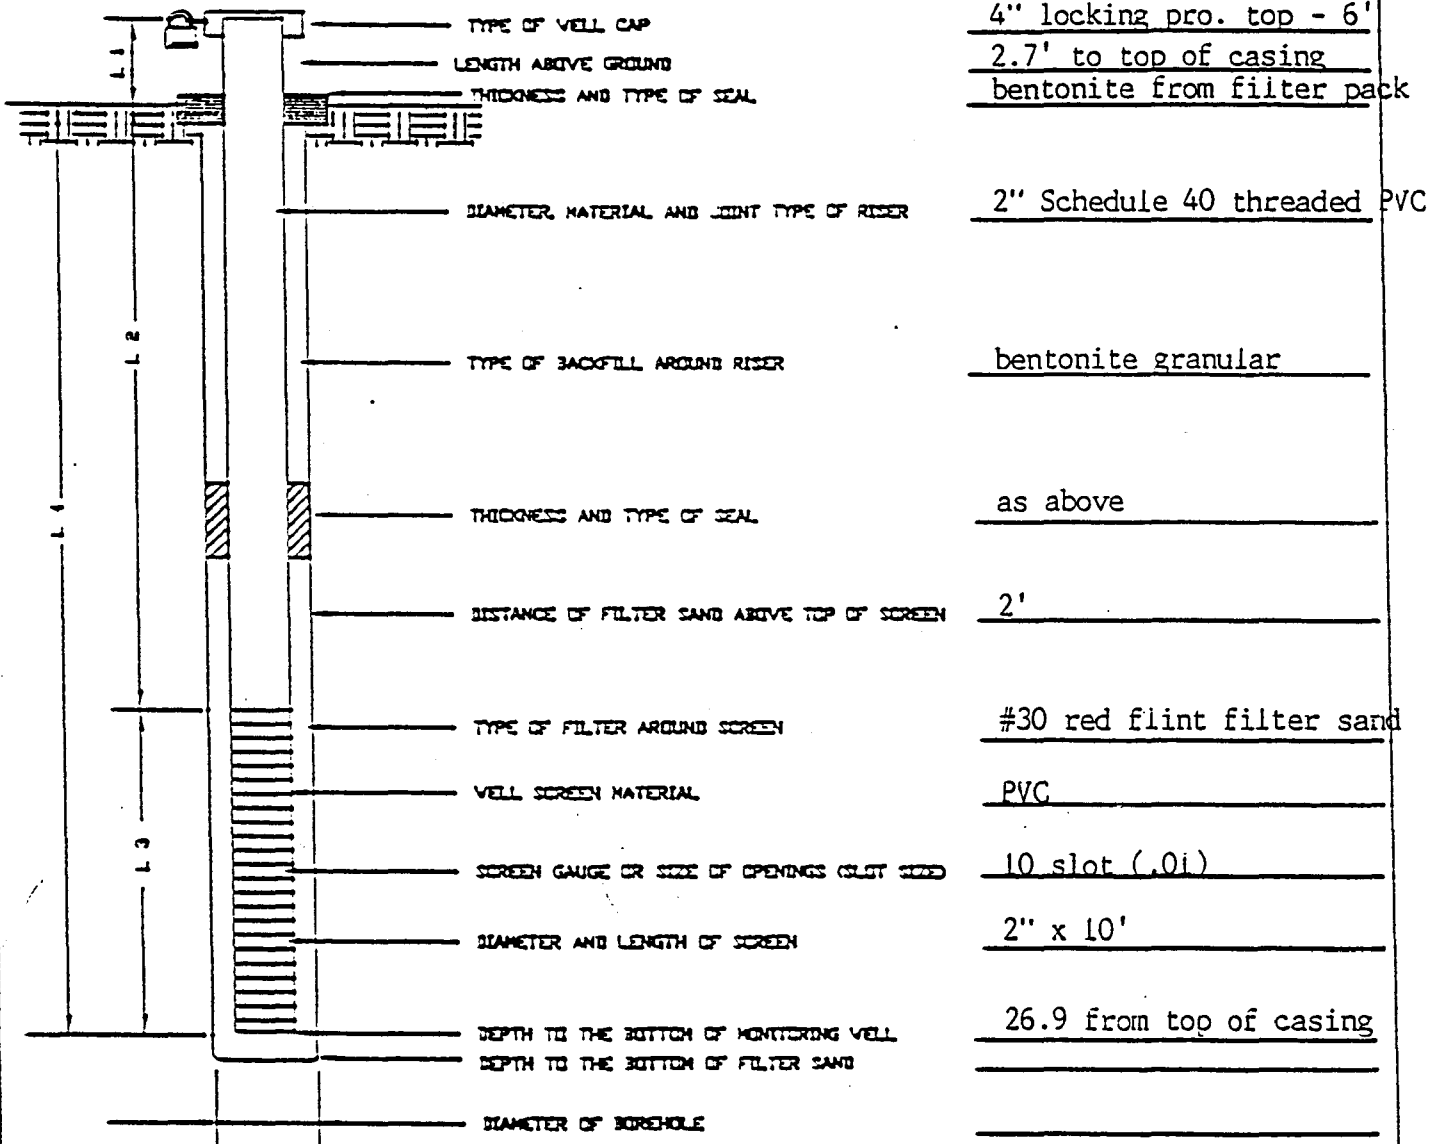 TYPE OF WELL CAP 4" locking pro. top - 6'
LENGTH ABOVE GROUND 2.7' to top of casing
THICKNESS AND TYPE OF SEAL bentonite from filter pack
L 1
DIAMETER, MATERIAL AND JOINT TYPE OF RISER 2" Schedule 40 threaded PVC
L 2
TYPE OF BACKFILL AROUND RISER bentonite granular
L 4
THICKNESS AND TYPE OF SEAL as above
DISTANCE OF FILTER SAND ABOVE TOP OF SCREEN 2'
TYPE OF FILTER AROUND SCREEN #30 red flint filter sand
WELL SCREEN MATERIAL PVC
L 3
SCREEN GAUGE OR SIZE OF OPENINGS (SLOT SIZE) 10 slot (.01)
DIAMETER AND LENGTH OF SCREEN 2" x 10'
DEPTH TO THE BOTTOM OF MONITORING WELL 26.9 from top of casing
DEPTH TO THE BOTTOM OF FILTER SAND
DIAMETER OF BOREHOLE